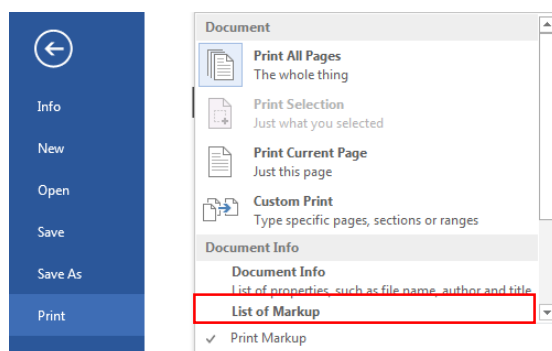 Info
New
Open
Save
Save As
Print
Document
Print All Pages
The whole thing
Print Selection
Just what you selected
Print Current Page
Just this page
Custom Print
Type specific pages, sections or ranges
Document Info
Document Info
List of properties, such as file name, author and title
List of Markup
Print Markup